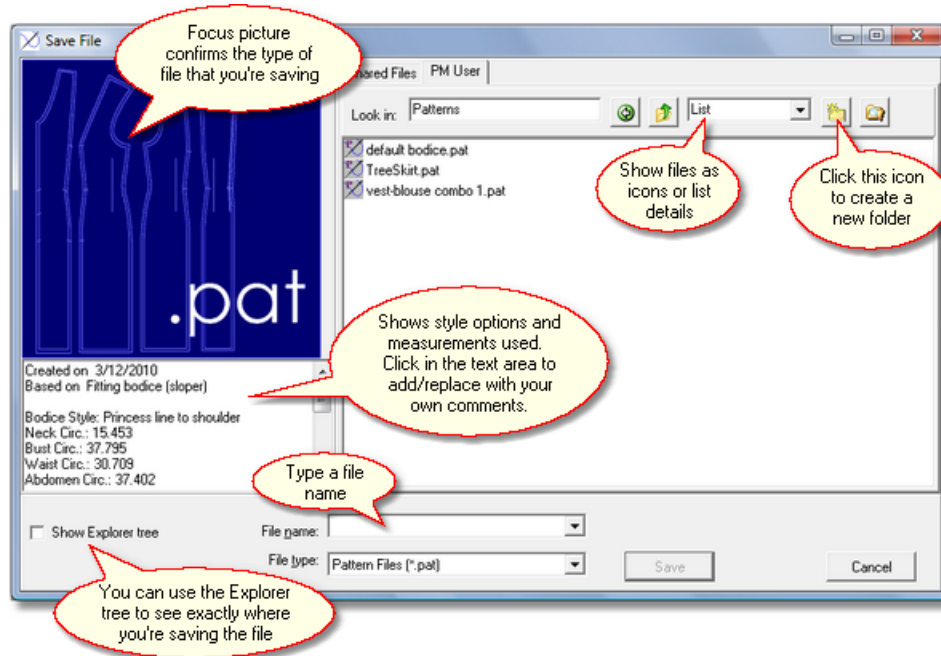 Save File
Focus picture
confirms the type of
file that you're saving
hared Files
PM User
Look in:
Patterns
List
default bodice.pat
TreeSkirt.pat
vest-blouse combo 1.pat
Show files as
icons or list
details
Click this icon
to create a
new folder
.pat
Shows style options and
measurements used.
Click in the text area to
add/replace with your
own comments.
Created on 3/12/2010
Based on Fitting bodice (sloper)
Bodice Style: Princess line to shoulder
Neck Circ.: 15.453
Bust Circ.: 37.795
Waist Circ.: 30.709
Abdomen Circ.: 37.402
Type a file
name
Show Explorer tree
File name:
File type:
Pattern Files (*.pat)
Save
Cancel
You can use the Explorer
tree to see exactly where
you're saving the file